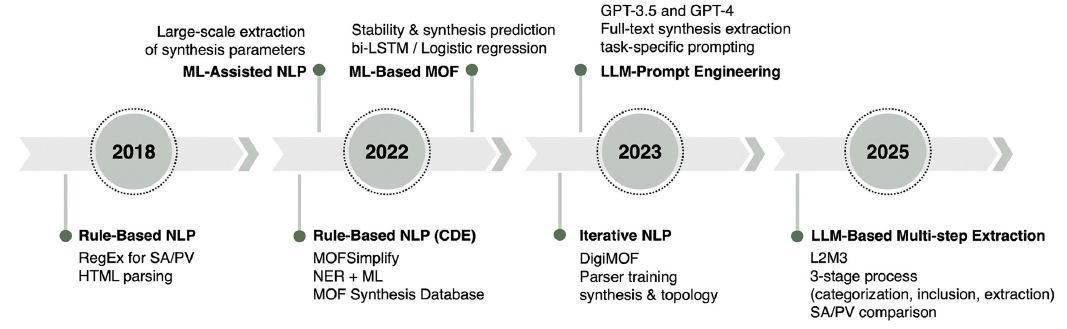 Large-scale extraction
of synthesis parameters
ML-Assisted NLP
Stability & synthesis prediction
bi-LSTM / Logistic regression
ML-Based MOF
GPT-3.5 and GPT-4
Full-text synthesis extraction
task-specific prompting
LLM-Prompt Engineering
2018
2022
2023
2025
Rule-Based NLP
RegEx for SA/PV
HTML parsing
Rule-Based NLP (CDE)
MOFSimplify
NER + ML
MOF Synthesis Database
Iterative NLP
DigiMOF
Parser training
synthesis & topology
LLM-Based Multi-step Extraction
L2M3
3-stage process
(categorization, inclusion, extraction)
SA/PV comparison